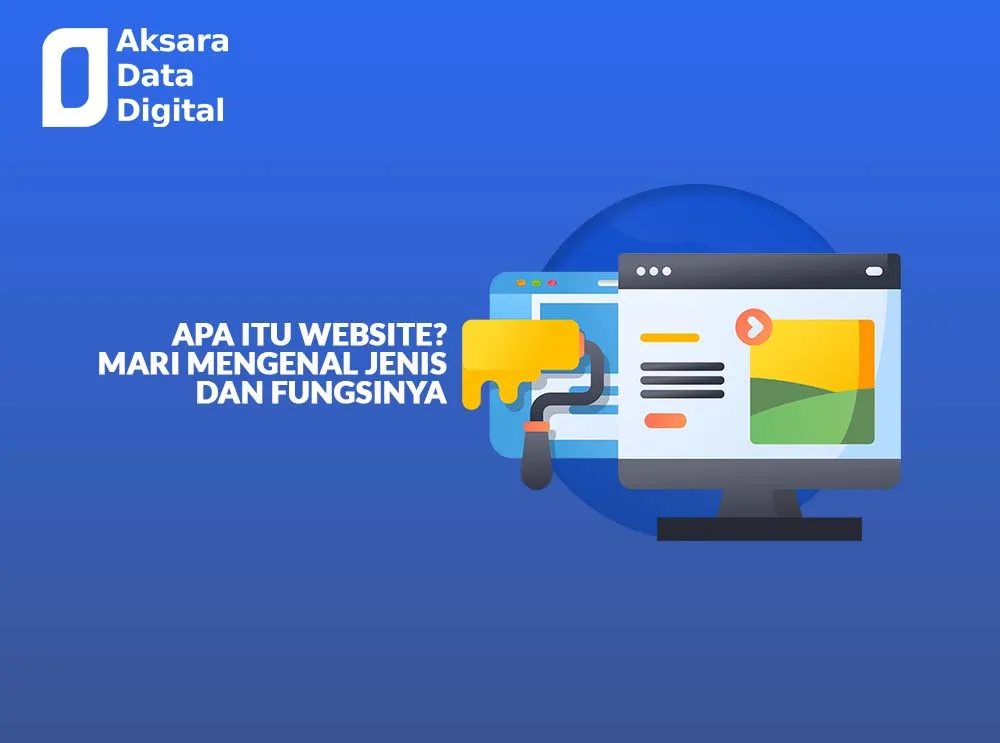 Aksara
Data
Digital
APA ITU WEBSITE?
MARI MENGENAL JENIS
DAN FUNGSINYA